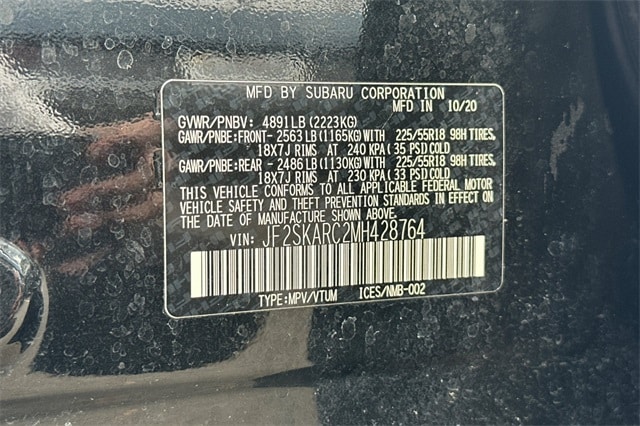 MFD BY SUBARU CORPORATION
MFD IN 10/20
GVWR/PNBV: 4891LB(2223KG)
GAWR/PNBE:FRONT- 2563LB(1165KG)WITH 225/55R18 98H TIRES,
18X7J RIMS AT 240 KPA(35 PSI)COLD
GAWR/PNBE:REAR - 2486LB(1130KG)WITH 225/55R18 98H TIRES,
18X7J RIMS AT 230 KPA(33 PSI)COLD
THIS VEHICLE CONFORMS TO ALL APPLICABLE FEDERAL MOTOR
VEHICLE SAFETY AND THEFT PREVENTION STANDARDS IN EFFECT ON
THE DATE OF MANUFACTURE SHOWN ABOVE.
VIN: JF2SKARC2MH428764
TYPE:MPV/VTUM ICES/NMB-002